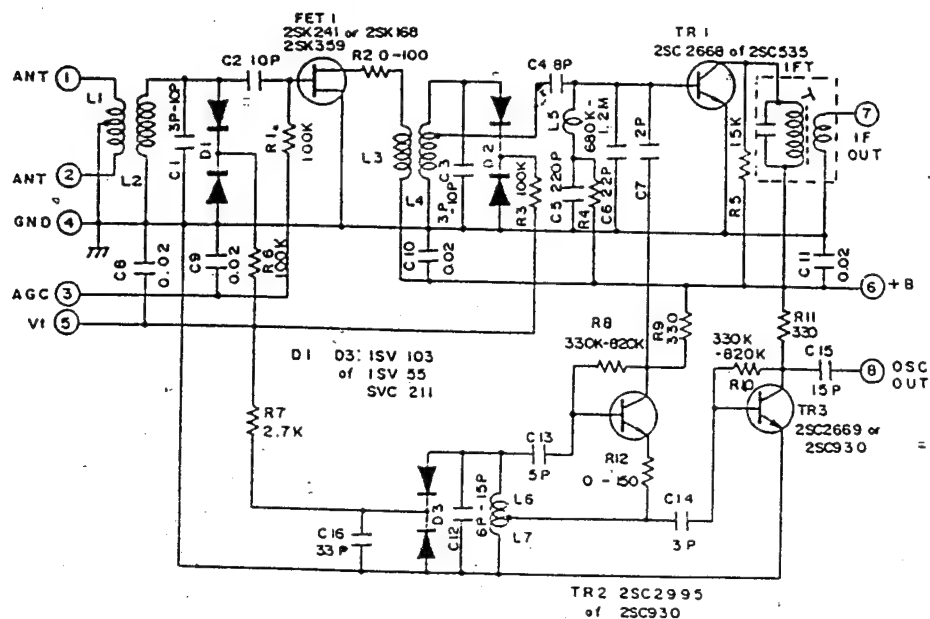 FET 1
2SK241 or 2SK168
2SK359
R2 0-100
C2 10P
C4 8P
TR 1
2SC 2668 of 2SC535
IFT
ANT 1
L1
3P-10P
C1
D1
R1
100K
L3
C3
3P-10P
D2
L5
680K-
1.2M
2P
15K
7
IF
OUT
ANT 2
L2
L4
R3 100K
C5 220P
R4
C6 22P
C7
R5
GND 4
C8
0.02
C9
0.02
R6
100K
C10
0.02
C11
0.02
AGC 3
6 +B
Vt 5
D1 D3: 1SV 103
of 1SV 55
SVC 211
R8
330K-820K
R9
330
R11
330
330K
-820K
R10
C15
15P
8 OSC
OUT
TR3
2SC2669 or
2SC930
R7
2.7K
C13
5P
R12
0-150
C14
3P
D3
C12
6P-15P
L6
L7
C16
33P
TR2 2SC2995
of 2SC930